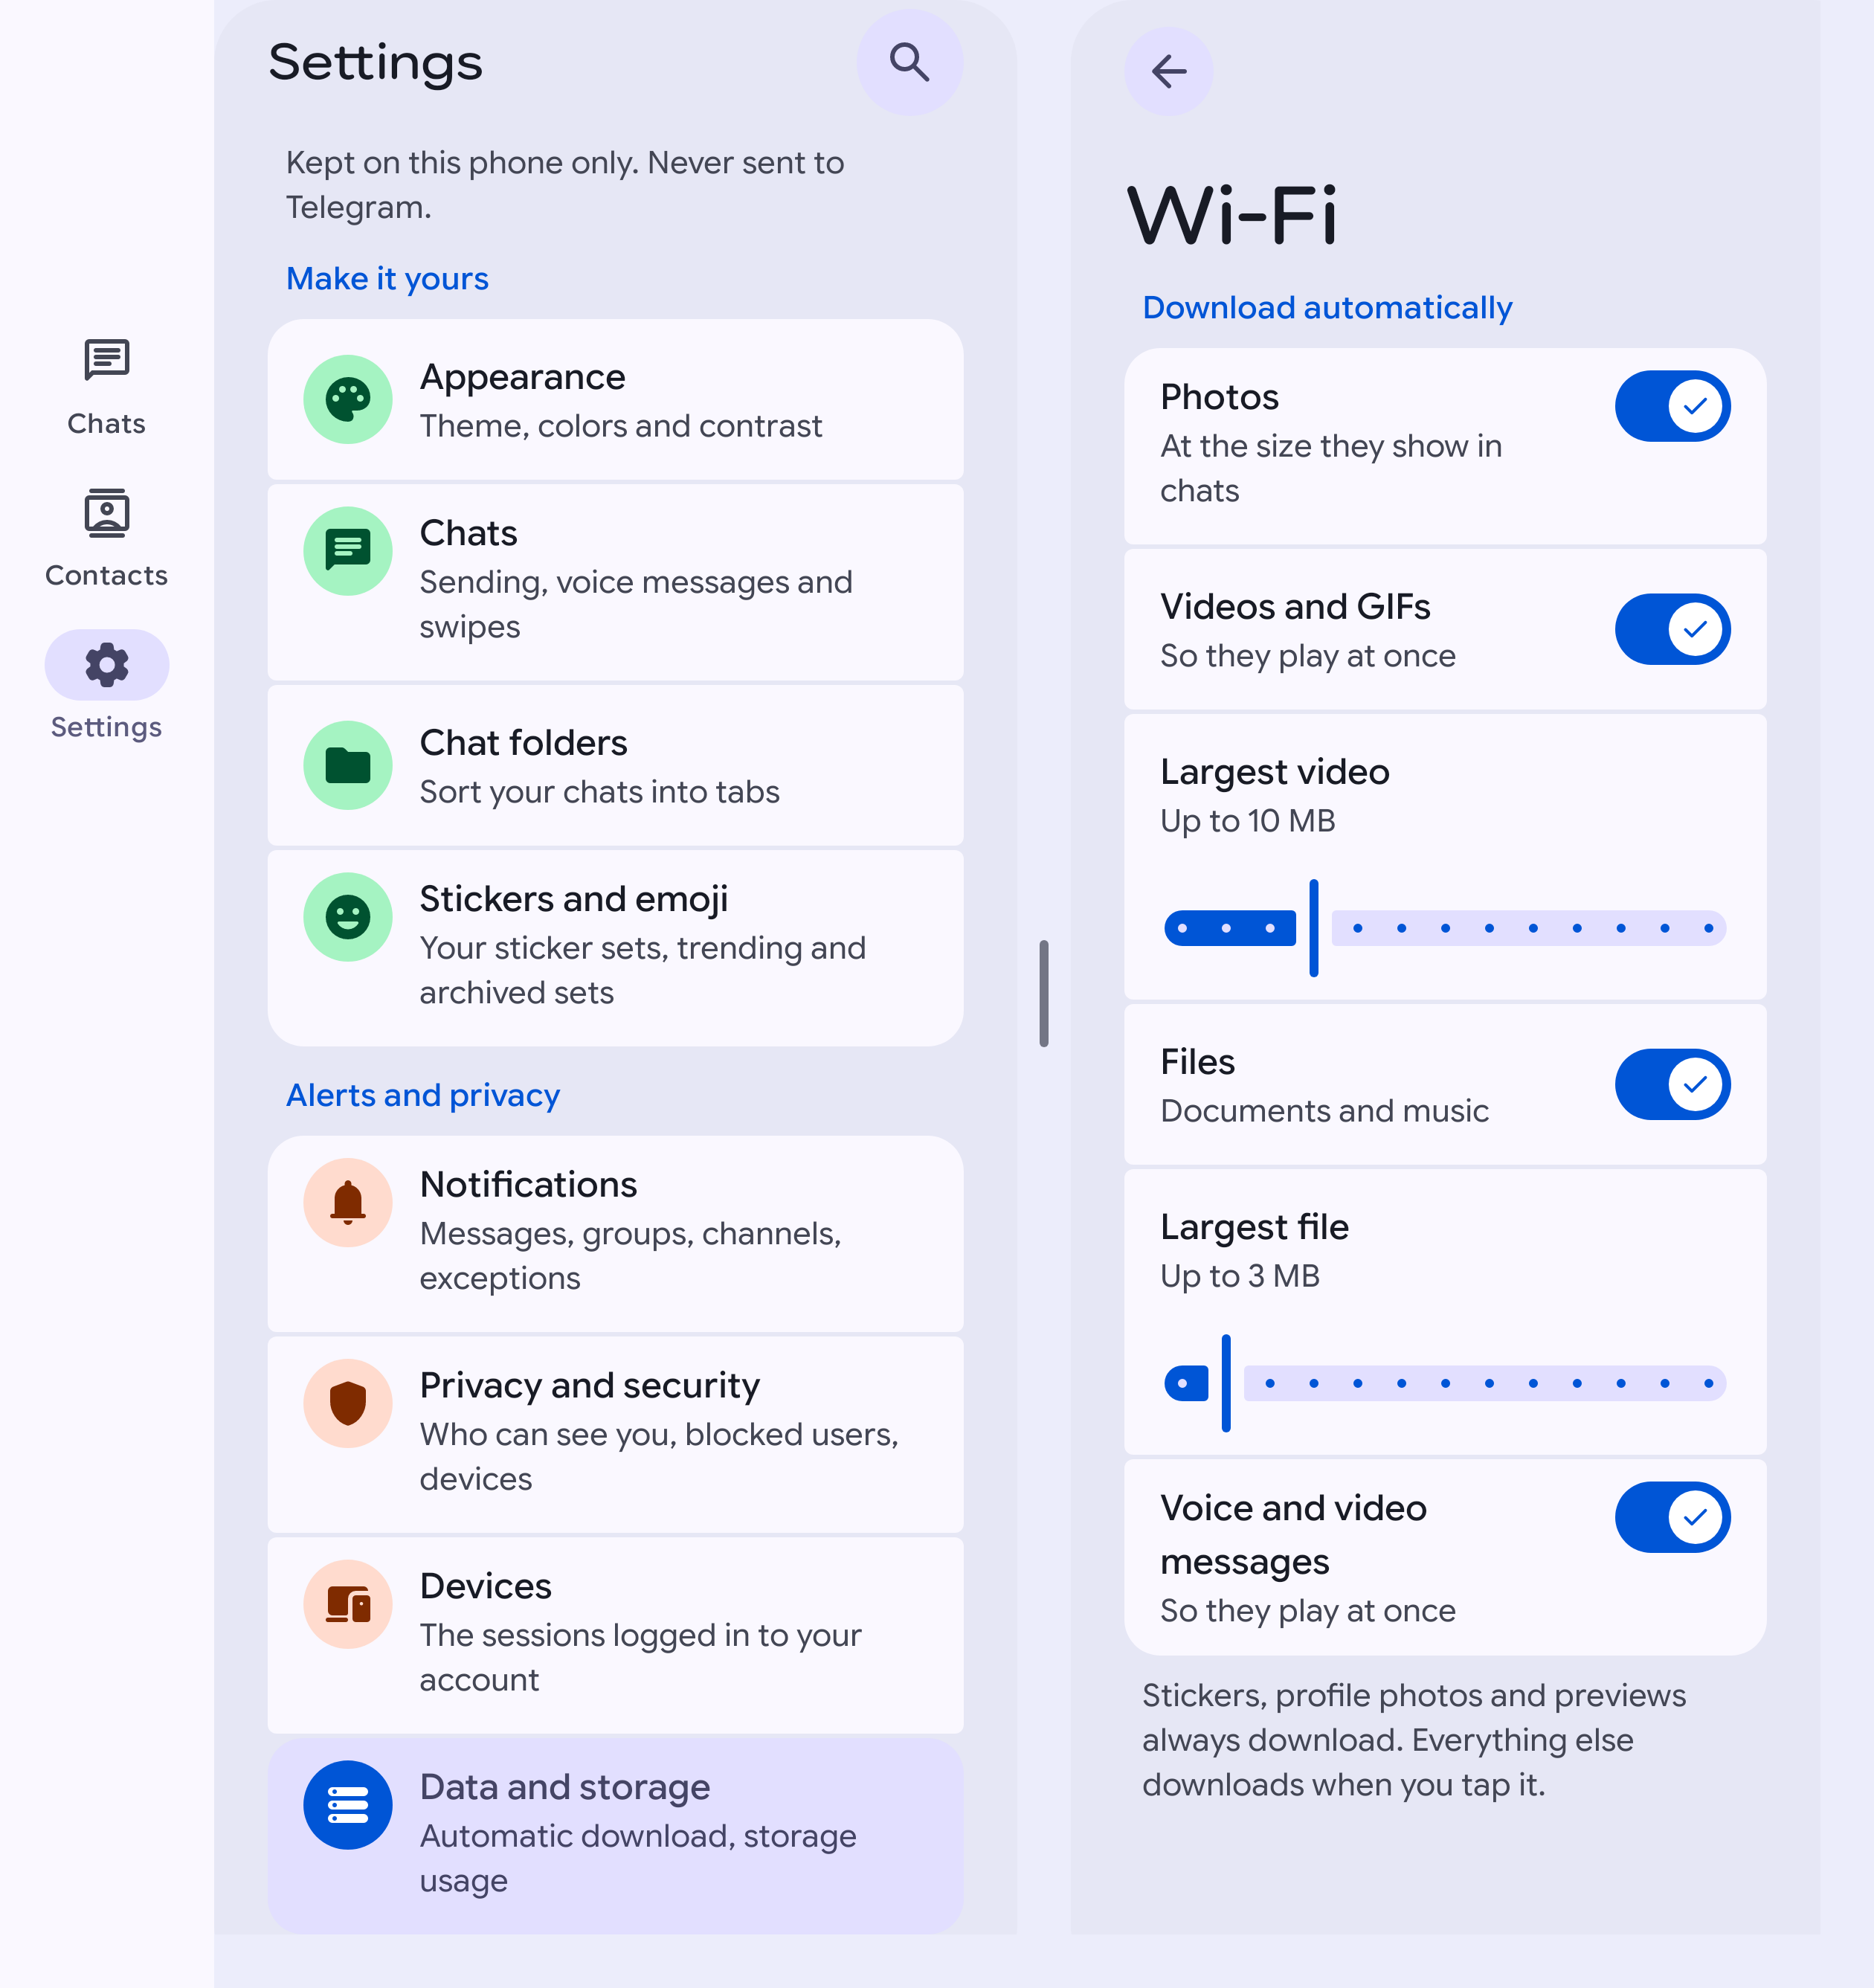 Chats
Contacts
Settings
Settings
Kept on this phone only. Never sent to
Telegram.
Make it yours
Appearance
Theme, colors and contrast
Chats
Sending, voice messages and
swipes
Chat folders
Sort your chats into tabs
Stickers and emoji
Your sticker sets, trending and
archived sets
Alerts and privacy
Notifications
Messages, groups, channels,
exceptions
Privacy and security
Who can see you, blocked users,
devices
Devices
The sessions logged in to your
account
Data and storage
Automatic download, storage
usage
Wi-Fi
Download automatically
Photos
At the size they show in
chats
Videos and GIFs
So they play at once
Largest video
Up to 10 MB
Files
Documents and music
Largest file
Up to 3 MB
Voice and video
messages
So they play at once
Stickers, profile photos and previews
always download. Everything else
downloads when you tap it.